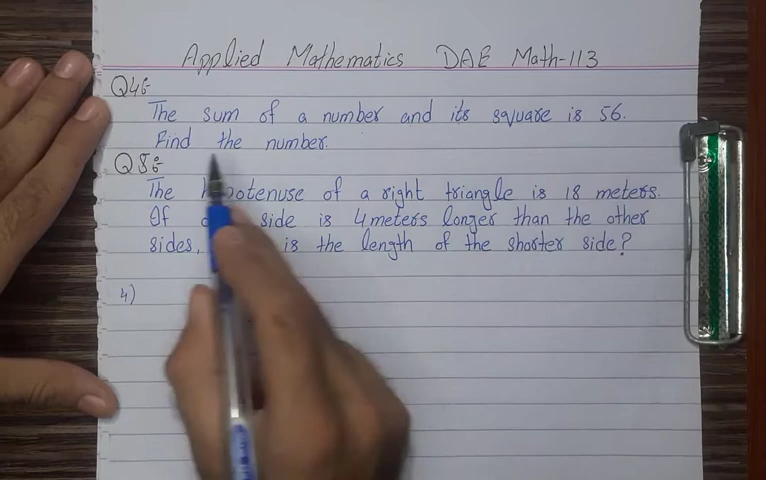 Applied Mathematics DAE Math-113
Q4:-
The sum of a number and its square is 56.
Find the number.
Q8:-
The of a right triangle is 18 meters.
If side is 4 meters longer than the other
sides, is the length of the shorter side?
4)